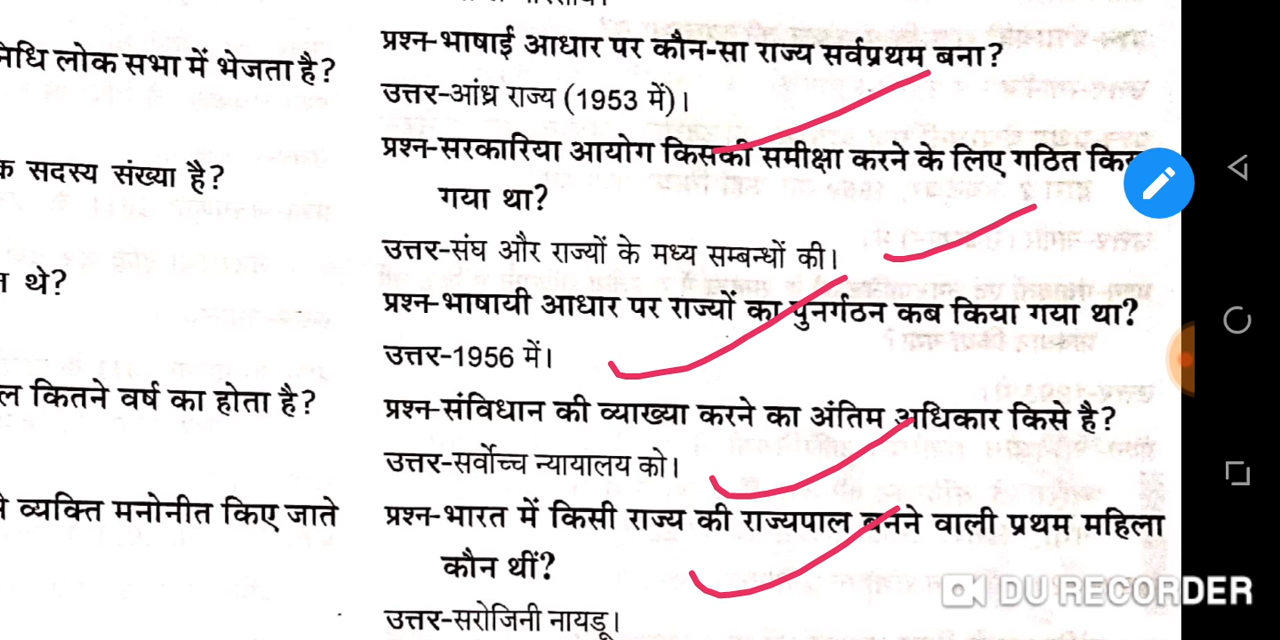 निधि लोक सभा में भेजता है?
सदस्य संख्या है?
थे?
कितने वर्ष का होता है?
व्यक्ति मनोनीत किए जाते
प्रश्न-भाषाई आधार पर कौन-सा राज्य सर्वप्रथम बना?
उत्तर-आंध्र राज्य (1953 में)।
प्रश्न-सरकारिया आयोग किसकी समीक्षा करने के लिए गठित
गया था?
उत्तर-संघ और राज्यों के मध्य सम्बन्धों की।
प्रश्न-भाषायी आधार पर राज्यों का पुनर्गठन कब किया गया था?
उत्तर-1956 में।
प्रश्न-संविधान की व्याख्या करने का अंतिम अधिकार किसे है?
उत्तर-सर्वोच्च न्यायालय को।
प्रश्न-भारत में किसी राज्य की राज्यपाल बनने वाली प्रथम महिला
कौन थीं?
उत्तर-सरोजिनी नायडू।
DU RECORDER